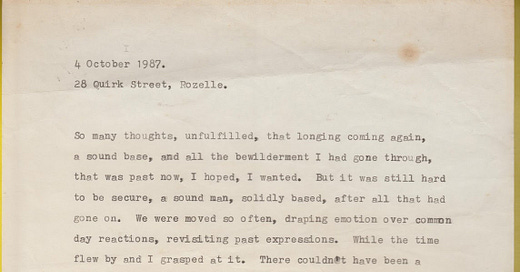 4 October 1987.
28 Quirk Street, Rozelle.
So many thoughts, unfulfilled, that longing coming again,
a sound base, and all the bewilderment I had gone through,
that was past now, I hoped, I wanted.  But it was still hard
to be secure, a sound man, solidly based, after all that had
gone on.  We were moved so often, draping emotion over common
day reactions, revisiting past expressions.  While the time
flew by and I grasped at it.  There couldn't have been a